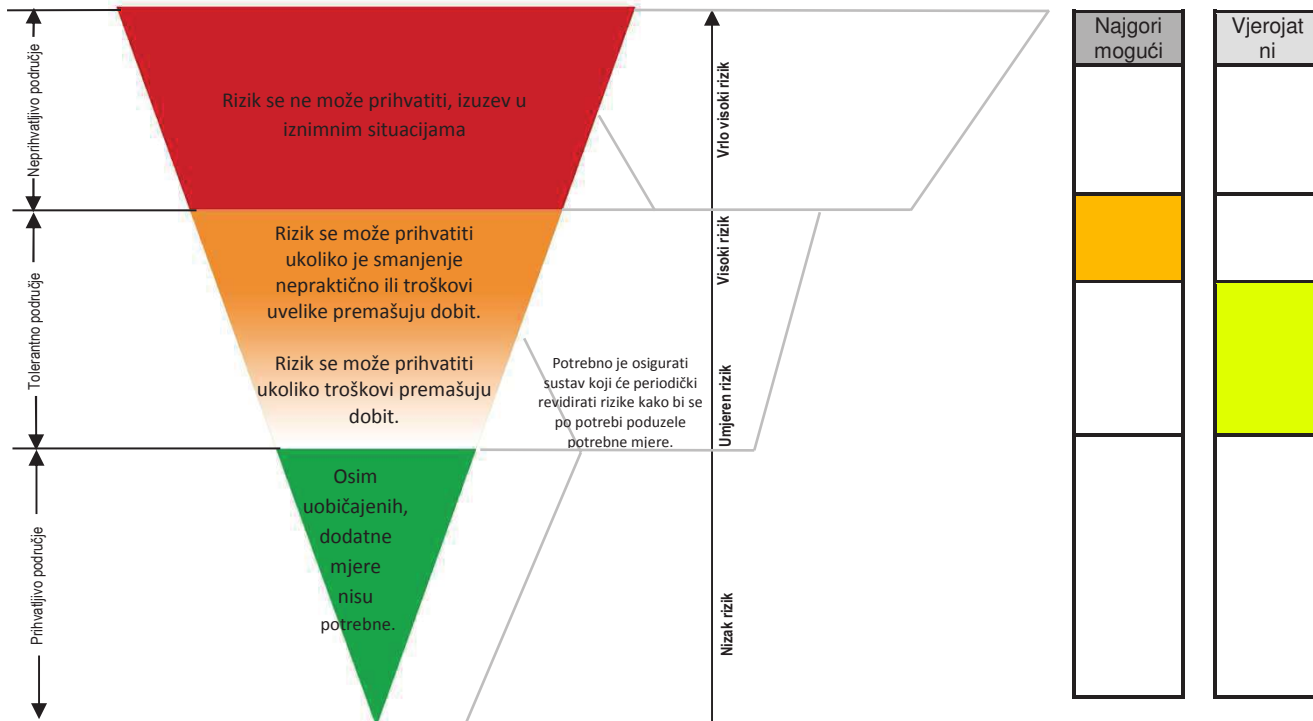 Neprihvatljivo područje
Rizik se ne može prihvatiti, izuzev u
iznimnim situacijama
Vrlo visoki rizik
Najgori
mogući
Vjerojat
ni
Tolerantno područje
Rizik se može prihvatiti
ukoliko je smanjenje
nepraktično ili troškovi
uvelike premašuju dobit.
Visoki rizik
Rizik se može prihvatiti
ukoliko troškovi premašuju
dobit.
Potrebno je osigurati
sustav koji će periodički
revidirati rizike kako bi se
po potrebi poduzele
potrebne mjere.
Umjeren rizik
Prihvatljivo područje
Osim
uobičajenih,
dodatne
mjere
nisu
potrebne.
Nizak rizik